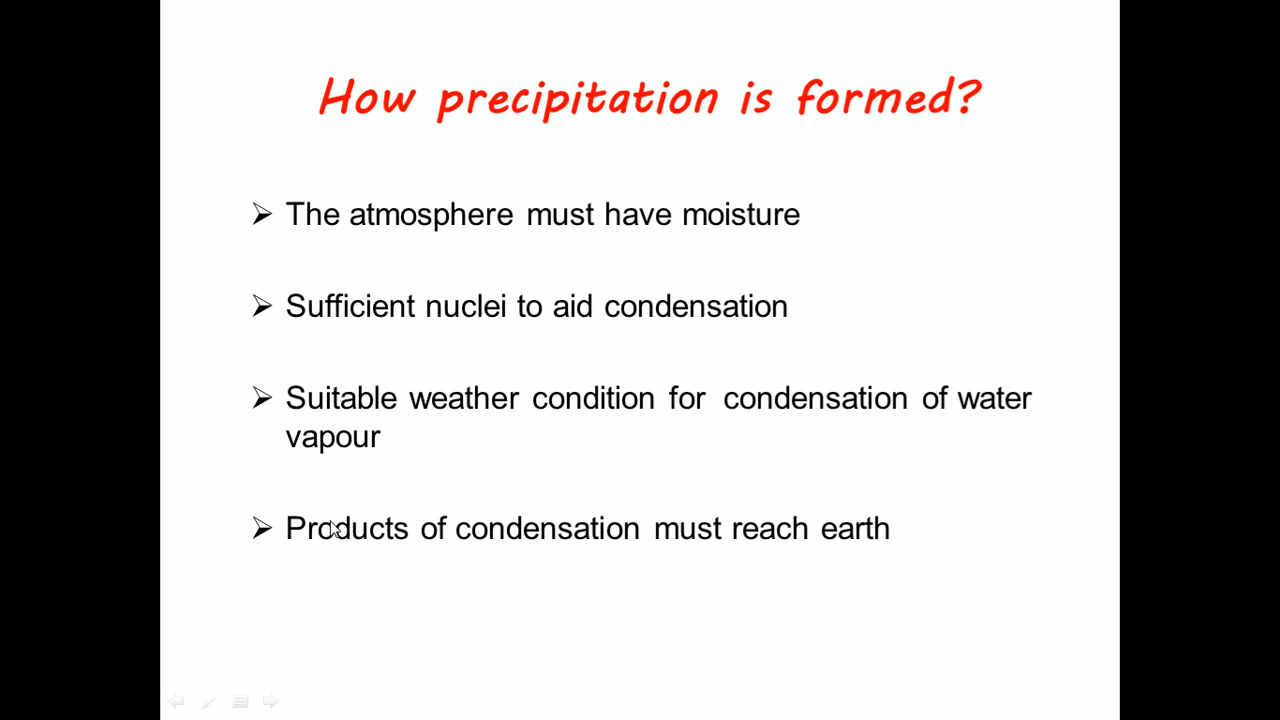 How precipitation is formed?
➢ The atmosphere must have moisture
➢ Sufficient nuclei to aid condensation
➢ Suitable weather condition for condensation of water
vapour
➢ Products of condensation must reach earth